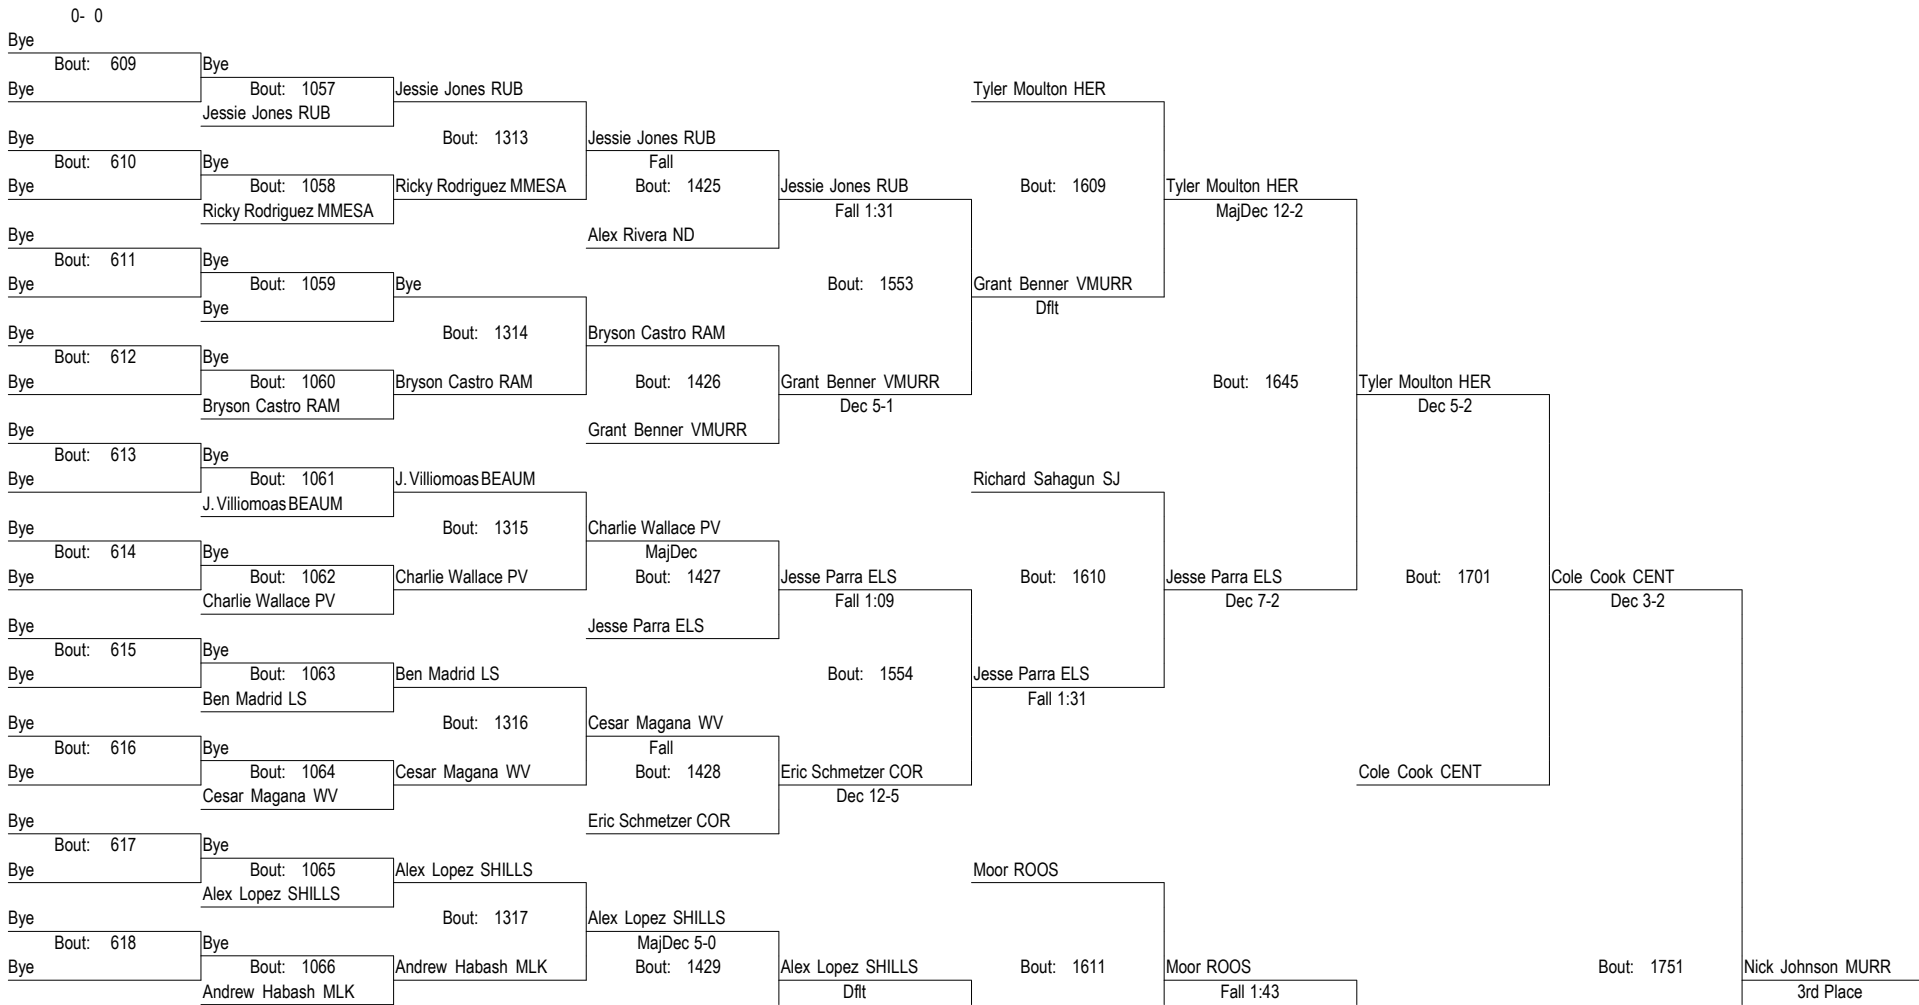 0- 0
Bye
Bout: 609 Bye
Bye Bout: 1057 Jessie Jones RUB Tyler Moulton HER
Jessie Jones RUB
Bye Bout: 1313 Jessie Jones RUB
Bout: 610 Bye Fall
Bye Bout: 1058 Ricky Rodriguez MMESA Bout: 1425 Jessie Jones RUB Bout: 1609 Tyler Moulton HER
Ricky Rodriguez MMESA Fall 1:31 MajDec 12-2
Bye Alex Rivera ND
Bout: 611 Bye
Bye Bout: 1059 Bye Bout: 1553 Grant Benner VMURR
Bye Dflt
Bye Bout: 1314 Bryson Castro RAM
Bout: 612 Bye
Bye Bout: 1060 Bryson Castro RAM Bout: 1426 Grant Benner VMURR Bout: 1645 Tyler Moulton HER
Bryson Castro RAM Dec 5-1 Dec 5-2
Bye Grant Benner VMURR
Bout: 613 Bye
Bye Bout: 1061 J. Villiomoas BEAUM Richard Sahagun SJ
J. Villiomoas BEAUM
Bye Bout: 1315 Charlie Wallace PV
Bout: 614 Bye MajDec
Bye Bout: 1062 Charlie Wallace PV Bout: 1427 Jesse Parra ELS Bout: 1610 Jesse Parra ELS Bout: 1701 Cole Cook CENT
Charlie Wallace PV Fall 1:09 Dec 7-2 Dec 3-2
Bye Jesse Parra ELS
Bout: 615 Bye
Bye Bout: 1063 Ben Madrid LS Bout: 1554 Jesse Parra ELS
Ben Madrid LS Fall 1:31
Bye Bout: 1316 Cesar Magana WV
Bout: 616 Bye Fall
Bye Bout: 1064 Cesar Magana WV Bout: 1428 Eric Schmetzer COR Cole Cook CENT
Cesar Magana WV Dec 12-5
Bye Eric Schmetzer COR
Bout: 617 Bye
Bye Bout: 1065 Alex Lopez SHILLS Moor ROOS
Alex Lopez SHILLS
Bye Bout: 1317 Alex Lopez SHILLS
Bout: 618 Bye MajDec 5-0
Bye Bout: 1066 Andrew Habash MLK Bout: 1429 Alex Lopez SHILLS Bout: 1611 Moor ROOS Bout: 1751 Nick Johnson MURR
Andrew Habash MLK Dflt Fall 1:43 3rd Place